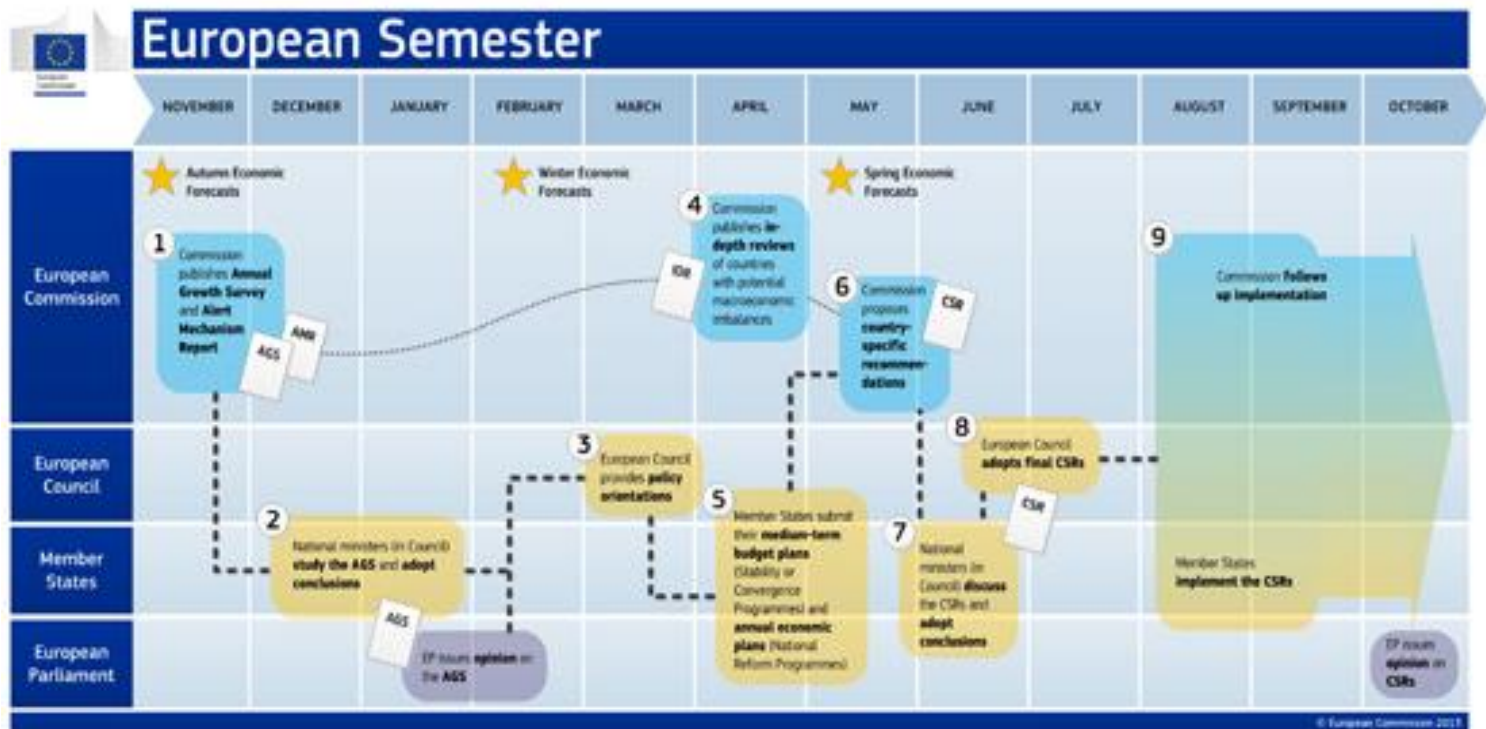 European Semester
European
Commission
NOVEMBER
DECEMBER
JANUARY
FEBRUARY
MARCH
APRIL
MAY
JUNE
JULY
AUGUST
SEPTEMBER
OCTOBER
European
Commission
Autumn Economic
Forecasts
Winter Economic
Forecasts
Spring Economic
Forecasts
1
Commission
publishes Annual
Growth Survey
and Alert
Mechanism
Report
AGS
AMR
IDR
4
Commission
publishes in-
depth reviews
of countries
with potential
macroeconomic
imbalances
6
Commission
proposes
country-
specific
recommen-
dations
CSR
9
Commission follows
up implementation
European
Council
3
European Council
provides policy
orientations
8
European Council
adopts final CSRs
CSR
Member
States
2
National ministers (in Council)
study the AGS and adopt
conclusions
AGS
5
Member States submit
their medium-term
budget plans
(Stability or
Convergence
Programmes) and
annual economic
plans (National
Reform Programmes)
7
National
ministers (in
Council) discuss
the CSRs and
adopt
conclusions
Member States
implement the CSRs
European
Parliament
EP issues opinion on
the AGS
EP issues
opinion on
CSRs
© European Commission 2013